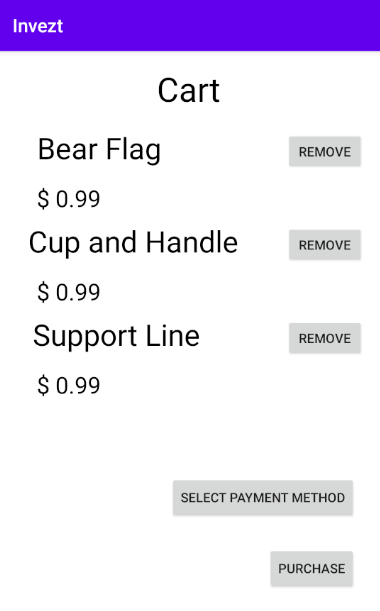 Invezt
Cart
Bear Flag
REMOVE
$ 0.99
Cup and Handle
REMOVE
$ 0.99
Support Line
REMOVE
$ 0.99
SELECT PAYMENT METHOD
PURCHASE